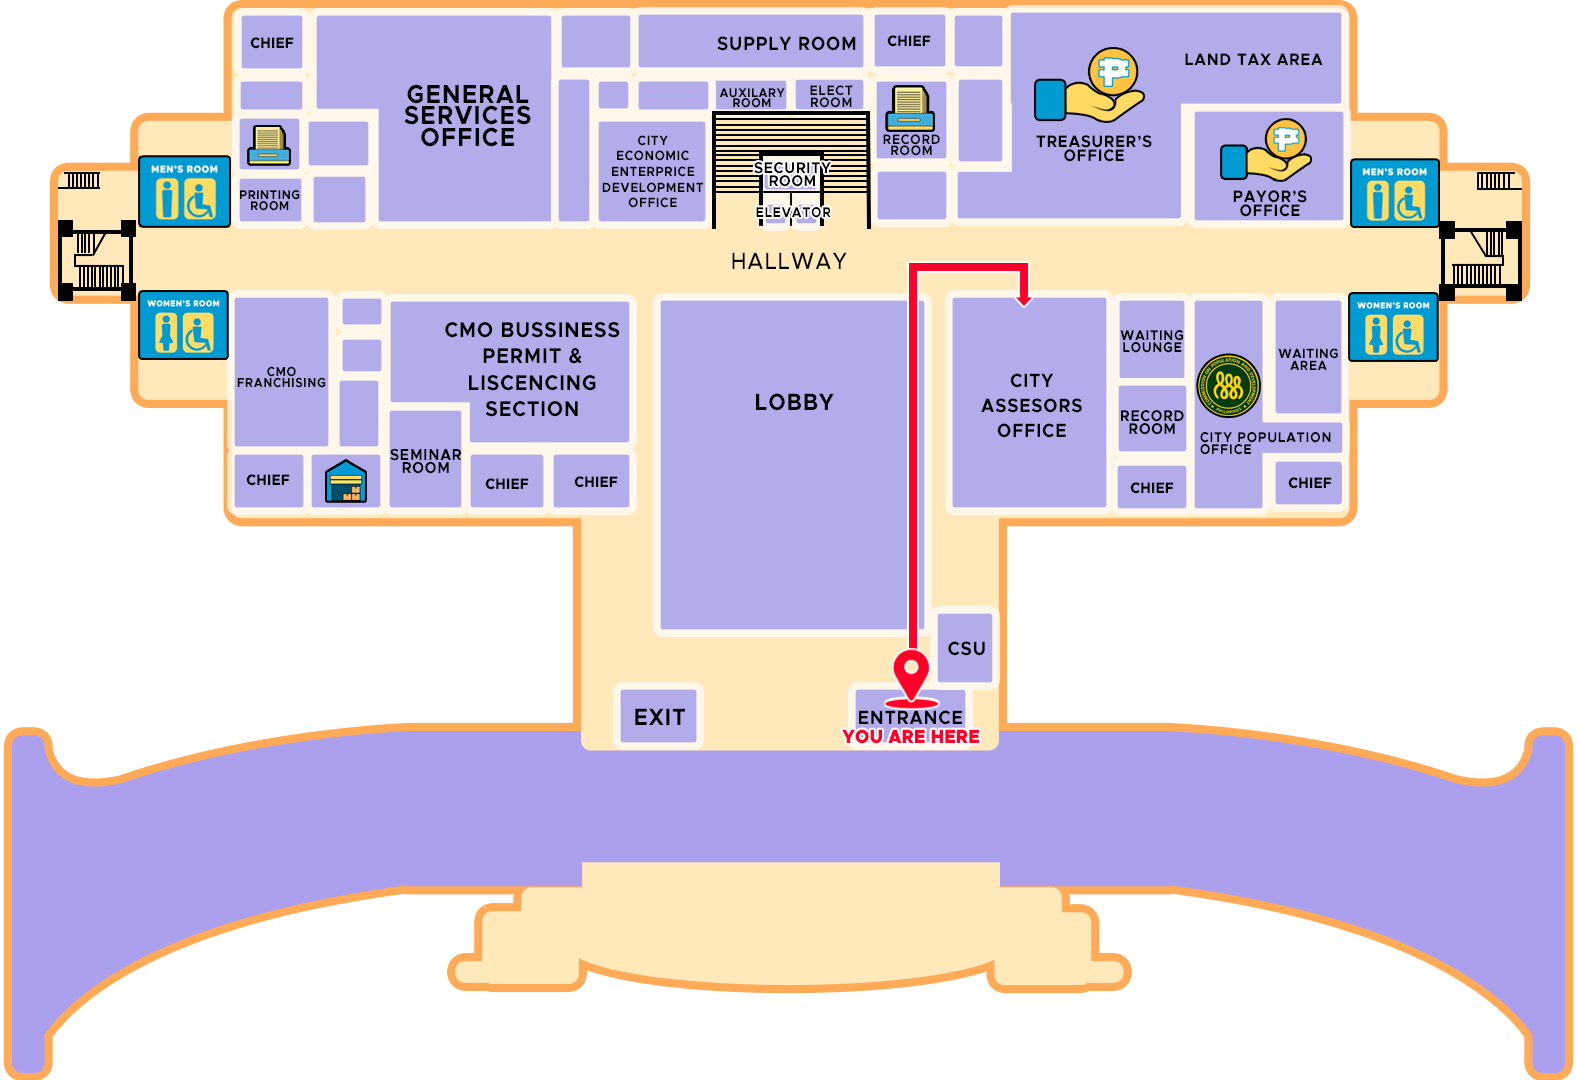 CHIEF
GENERAL
SERVICES
OFFICE
SUPPLY ROOM
AUXILARY
ROOM
ELECT
ROOM
CHIEF
LAND TAX AREA
TREASURER'S
OFFICE
PAYOR'S
OFFICE
RECORD
ROOM
CITY
ECONOMIC
ENTERPRICE
DEVELOPMENT
OFFICE
SECURITY
ROOM
ELEVATOR
PRINTING
ROOM
MEN'S ROOM
MEN'S ROOM
HALLWAY
WOMEN'S ROOM
WOMEN'S ROOM
CMO
FRANCHISING
CMO BUSSINESS
PERMIT &
LISCENCING
SECTION
SEMINAR
ROOM
CHIEF
CHIEF
CHIEF
LOBBY
CITY
ASSESORS
OFFICE
WAITING
LOUNGE
RECORD
ROOM
CHIEF
CITY POPULATION
OFFICE
WAITING
AREA
CHIEF
CSU
EXIT
ENTRANCE
YOU ARE HERE